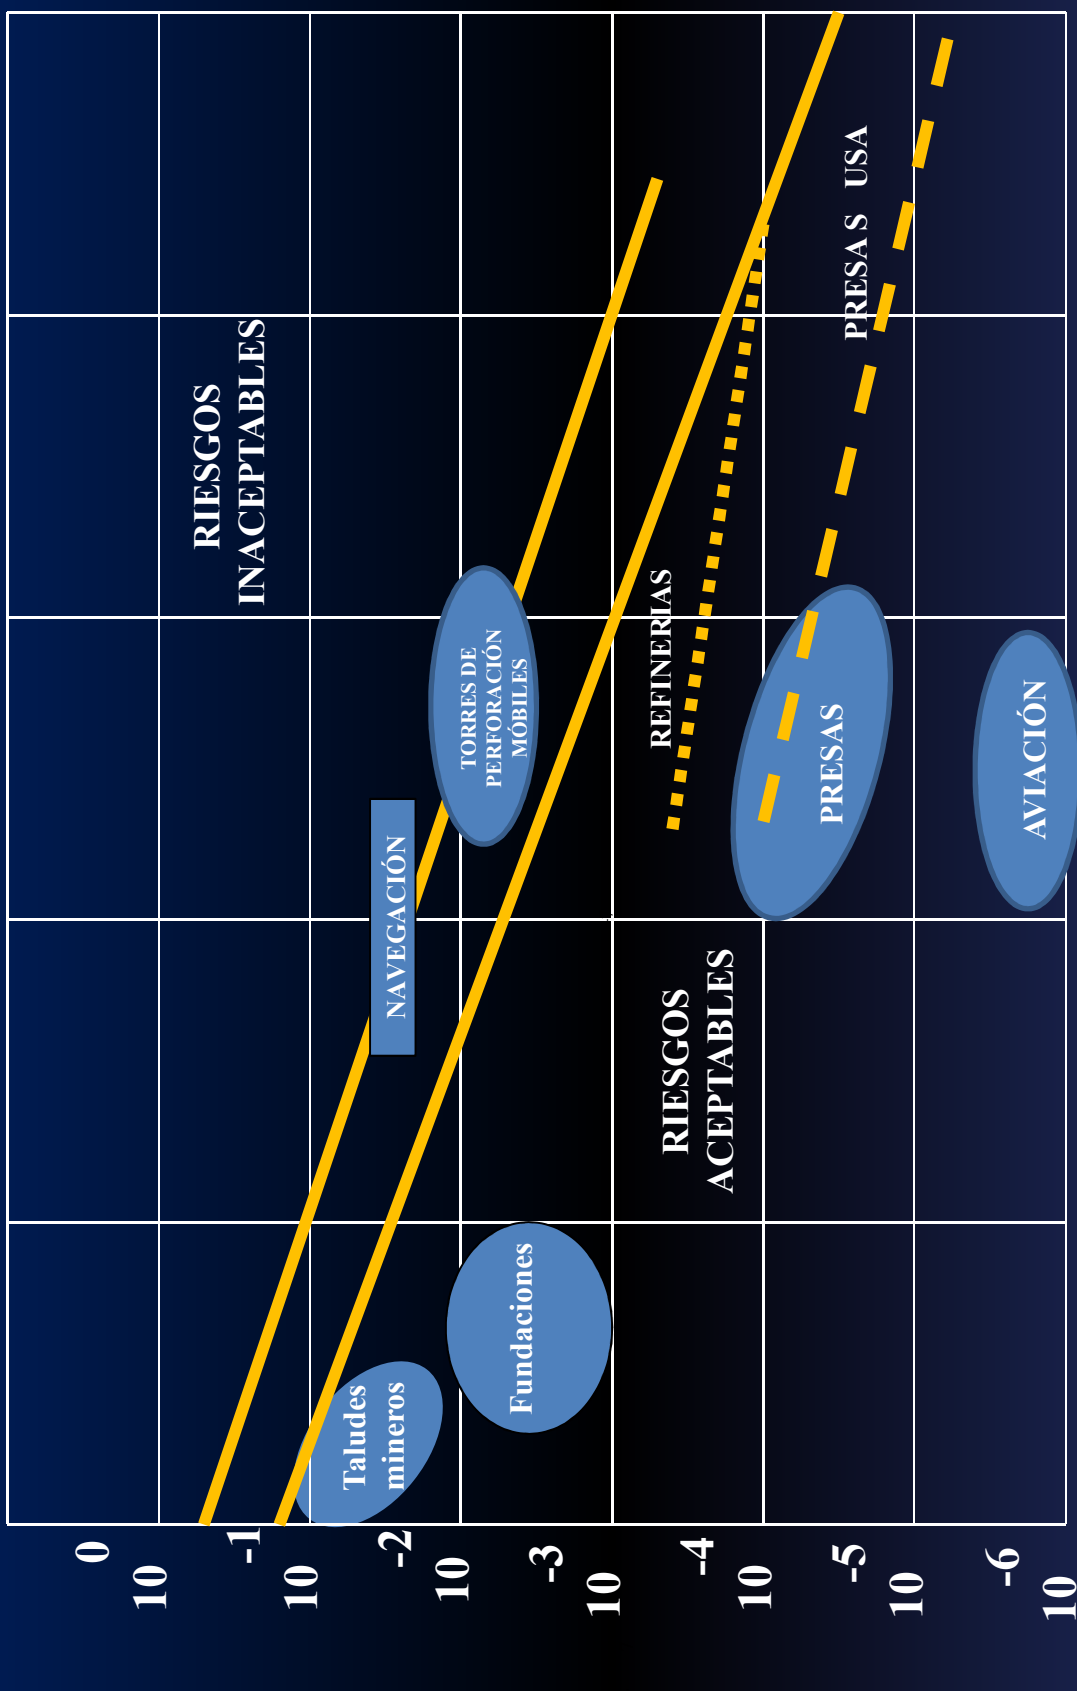 RIESGOS
INACEPTABLES
PRESAS USA
REFINERIAS
TORRES DE
PERFORACIÓN
MÓBILES
NAVEGACIÓN
PRESAS
AVIACIÓN
RIESGOS
ACEPTABLES
Fundaciones
Taludes
mineros
10 0
10 -1
10 -2
10 -3
10 -4
10 -5
10 -6